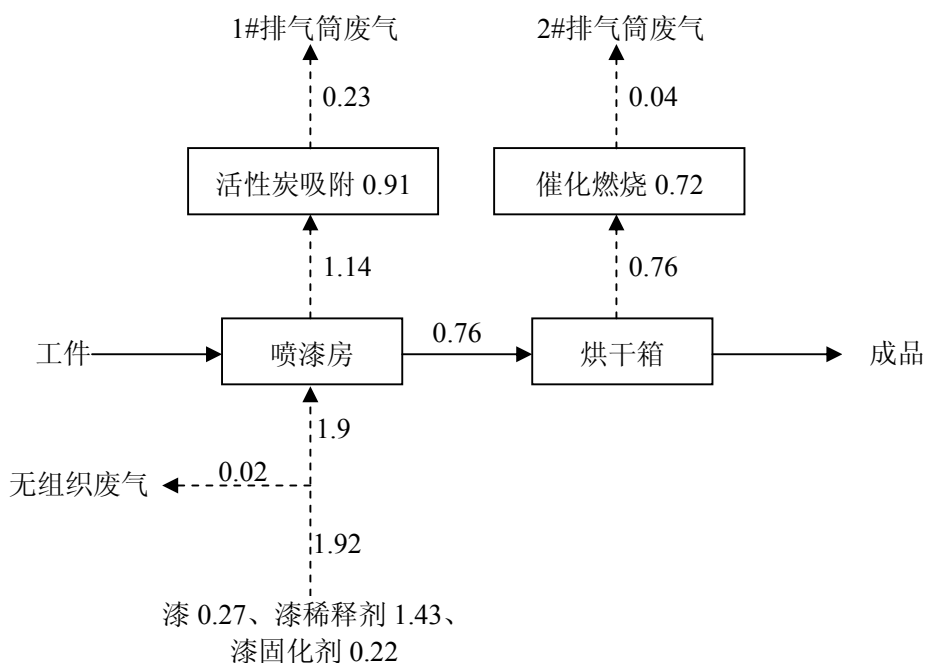 1#排气筒废气 2#排气筒废气
0.23 0.04
活性炭吸附 0.91 催化燃烧 0.72
1.14 0.76
工件 喷漆房 0.76 烘干箱 成品
1.9
无组织废气 0.02
1.92
漆 0.27、漆稀释剂 1.43、
漆固化剂 0.22